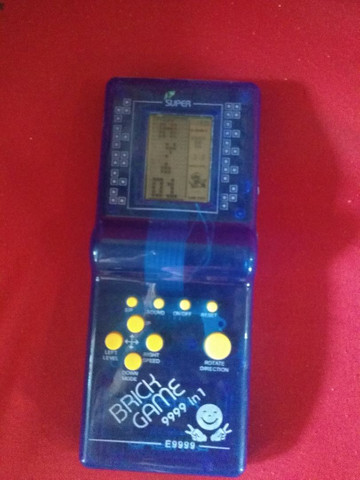 SUPER
01
S/P
SOUND
ON/OFF
RESET
UP
LEFT
LEVEL
RIGHT
SPEED
DOWN
MODE
ROTATE
DIRECTION
BRICK
GAME
9999 in 1
E9999